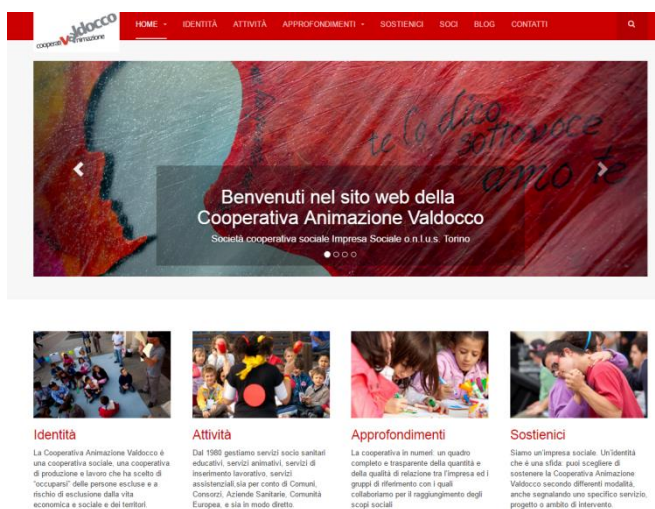 cooperativa Valdocco animazione
HOME
IDENTITÀ
ATTIVITÀ
APPROFONDIMENTI
SOSTIENICI
SOCI
BLOG
CONTATTI
te lo dico
sottovoce
amo te
Benvenuti nel sito web della
Cooperativa Animazione Valdocco
Società cooperativa sociale Impresa Sociale o.n.l.u.s. Torino
Identità
La Cooperativa Animazione Valdocco è
una cooperativa sociale, una cooperativa
di produzione e lavoro che ha scelto di
"occuparsi" delle persone escluse e a
rischio di esclusione dalla vita
economica e sociale e dei territori.
Attività
Dal 1980 gestiamo servizi socio sanitari
educativi, servizi animativi, servizi di
inserimento lavorativo, servizi
assistenziali,sia per conto di Comuni,
Consorzi, Aziende Sanitarie, Comunità
Europea, e sia in modo diretto.
Approfondimenti
La cooperativa in numeri: un quadro
completo e trasparente della quantità e
della qualità di relazione tra l'impresa ed i
gruppi di riferimento con i quali
collaboriamo per il raggiungimento degli
scopi sociali
Sostienici
Siamo un'impresa sociale. Un'identità
che è una sfida: puoi scegliere di
sostenere la Cooperativa Animazione
Valdocco secondo differenti modalità,
anche segnalando uno specifico servizio,
progetto o ambito di intervento.